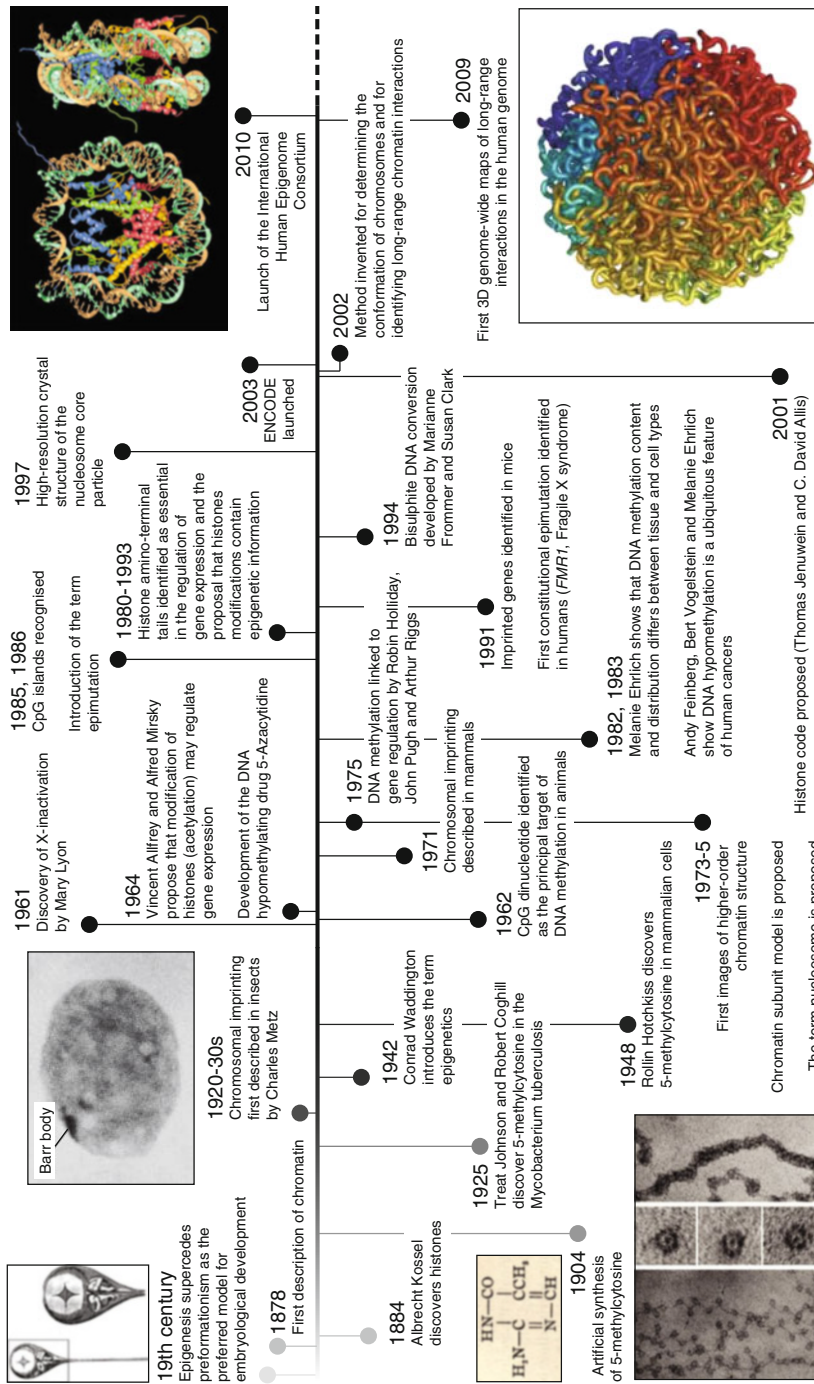 19th century
Epigenesis supercedes
preformationism as the
preferred model for
embryological development
1878
First description of chromatin
Barr body
1920-30s
Chromosomal imprinting
first described in insects
by Charles Metz
1961
Discovery of X-inactivation
by Mary Lyon
1964
Vincent Allfrey and Alfred Mirsky
propose that modification of
histones (acetylation) may regulate
gene expression
Development of the DNA
hypomethylating drug 5-Azacytidine
1985, 1986
CpG islands recognised
Introduction of the term
epimutation
1980-1993
Histone amino-terminal
tails identified as essential
in the regulation of
gene expression and the
proposal that histones
modifications contain
epigenetic information
1997
High-resolution crystal
structure of the
nucleosome core
particle
2003
ENCODE
launched
2010
Launch of the International
Human Epigenome
Consortium
1884
Albrecht Kossel
discovers histones
HN—CO
H₂N—C CCH₃
N—CH
1904
Artificial synthesis
of 5-methylcytosine
1925
Treat Johnson and Robert Coghill
discover 5-methylcytosine in the
Mycobacterium tuberculosis
1942
Conrad Waddington
introduces the term
epigenetics
1948
Rollin Hotchkiss discovers
5-methylcytosine in mammalian cells
1962
CpG dinucleotide identified
as the principal target of
DNA methylation in animals
1971
Chromosomal imprinting
described in mammals
1975
DNA methylation linked to
gene regulation by Robin Holliday,
John Pugh and Arthur Riggs
1973-5
First images of higher-order
chromatin structure
Chromatin subunit model is proposed
The term nucleosome is proposed
1982, 1983
Melanie Ehrlich shows that DNA methylation content
and distribution differs between tissue and cell types
Andy Feinberg, Bert Vogelstein and Melanie Ehrlich
show DNA hypomethylation is a ubiquitous feature
of human cancers
1991
Imprinted genes identified in mice
First constitutional epimutation identified
in humans (FMR1, Fragile X syndrome)
1994
Bisulphite DNA conversion
developed by Marianne
Frommer and Susan Clark
2001
Histone code proposed (Thomas Jenuwein and C. David Allis)
2002
Method invented for determining the
conformation of chromosomes and for
identifying long-range chromatin interactions
2009
First 3D genome-wide maps of long-range
interactions in the human genome